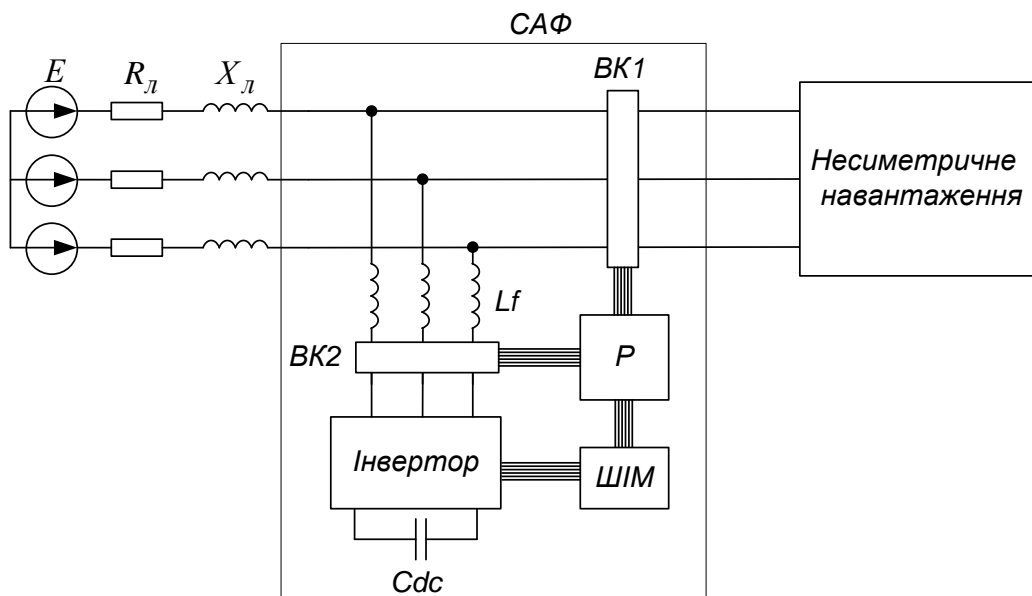 САФ
E
Rл
Xл
ВК1
Несиметричне
навантаження
Lf
ВК2
Р
Інвертор
ШІМ
Cdc